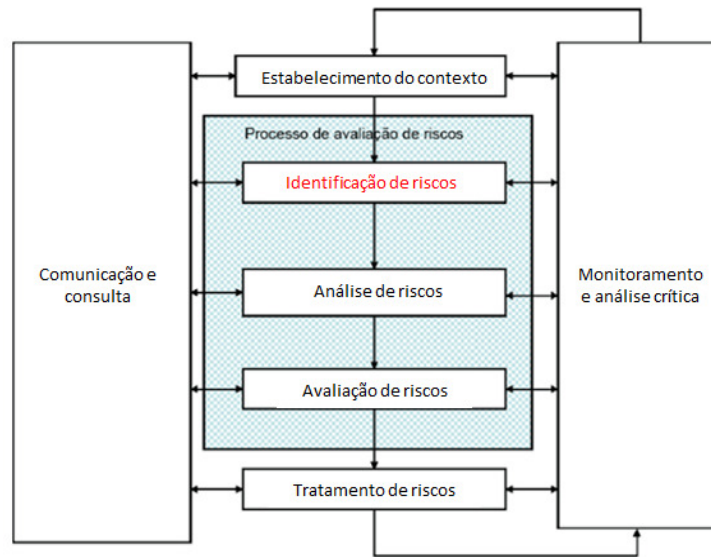 Estabelecimento do contexto
Processo de avaliação de riscos
Identificação de riscos
Comunicação e
consulta
Análise de riscos
Monitoramento
e análise crítica
Avaliação de riscos
Tratamento de riscos